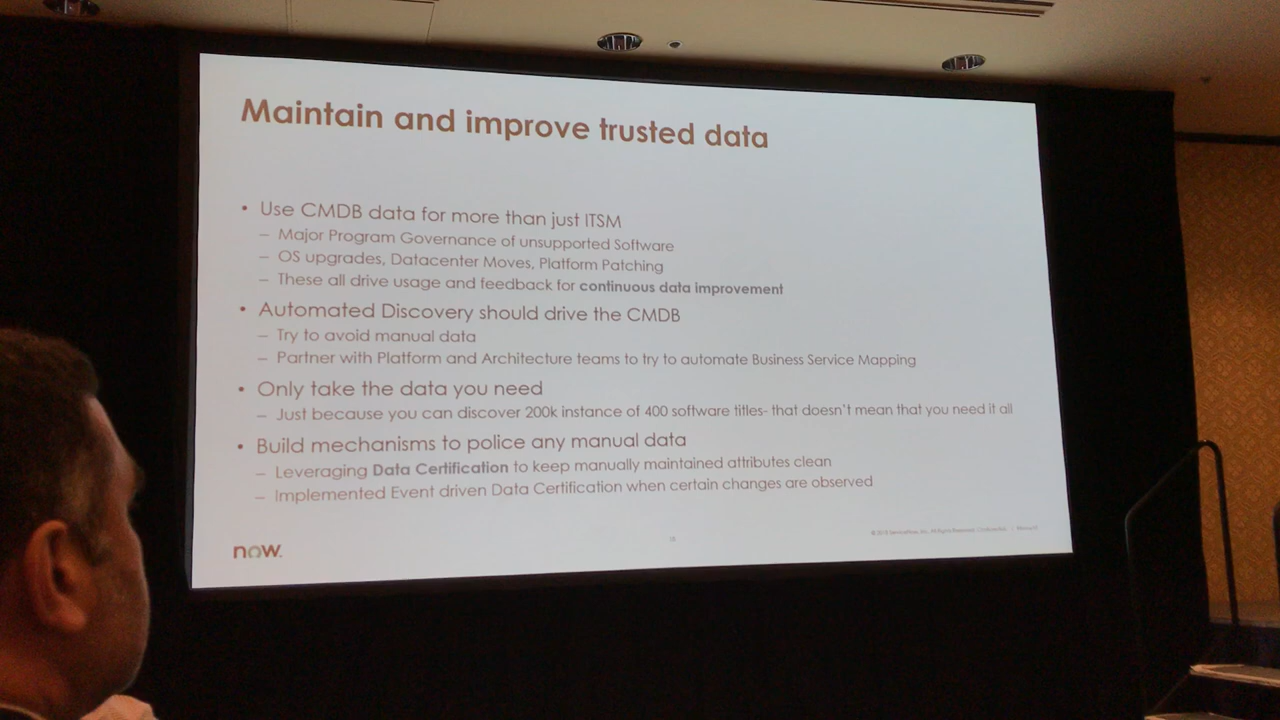 Maintain and improve trusted data
• Use CMDB data for more than just ITSM
– Major Program Governance of unsupported Software
– OS upgrades, Datacenter Moves, Platform Patching
– These all drive usage and feedback for continuous data improvement
• Automated Discovery should drive the CMDB
– Try to avoid manual data
– Partner with Platform and Architecture teams to try to automate Business Service Mapping
• Only take the data you need
– Just because you can discover 200k instance of 400 software titles- that doesn't mean that you need it all
• Build mechanisms to police any manual data
– Leveraging Data Certification to keep manually maintained attributes clean
– Implemented Event driven Data Certification when certain changes are observed
now.
ServiceNow, Inc. All Rights Reserved.